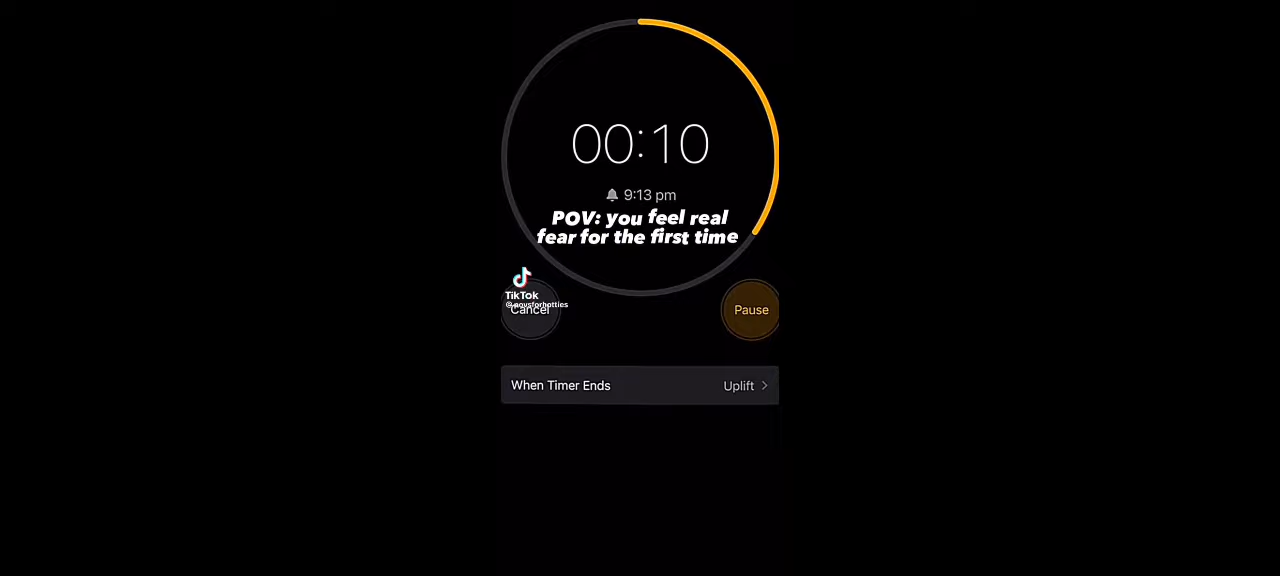 00:10
9:13 pm
POV: you feel real
fear for the first time
TikTok
@povsforhotties
Cancel
Pause
When Timer Ends
Uplift